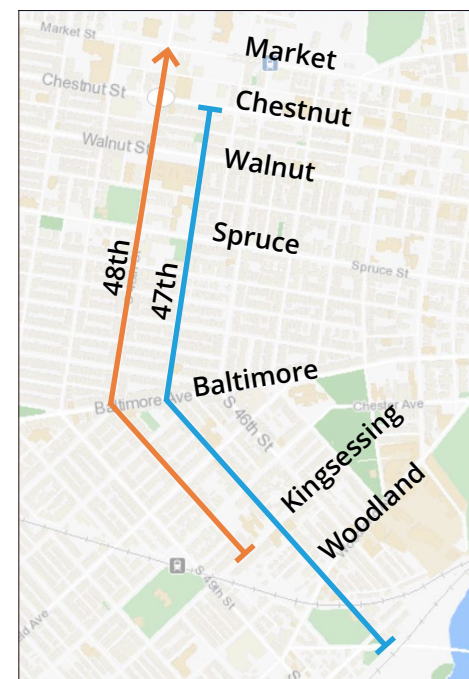 Market St
Market
Chestnut St
Chestnut
Walnut St
Walnut
Spruce
Spruce St
48th
47th
Baltimore
Baltimore Ave
Chester Ave
S 46th St
Kingsessing
Woodland
S 49th St